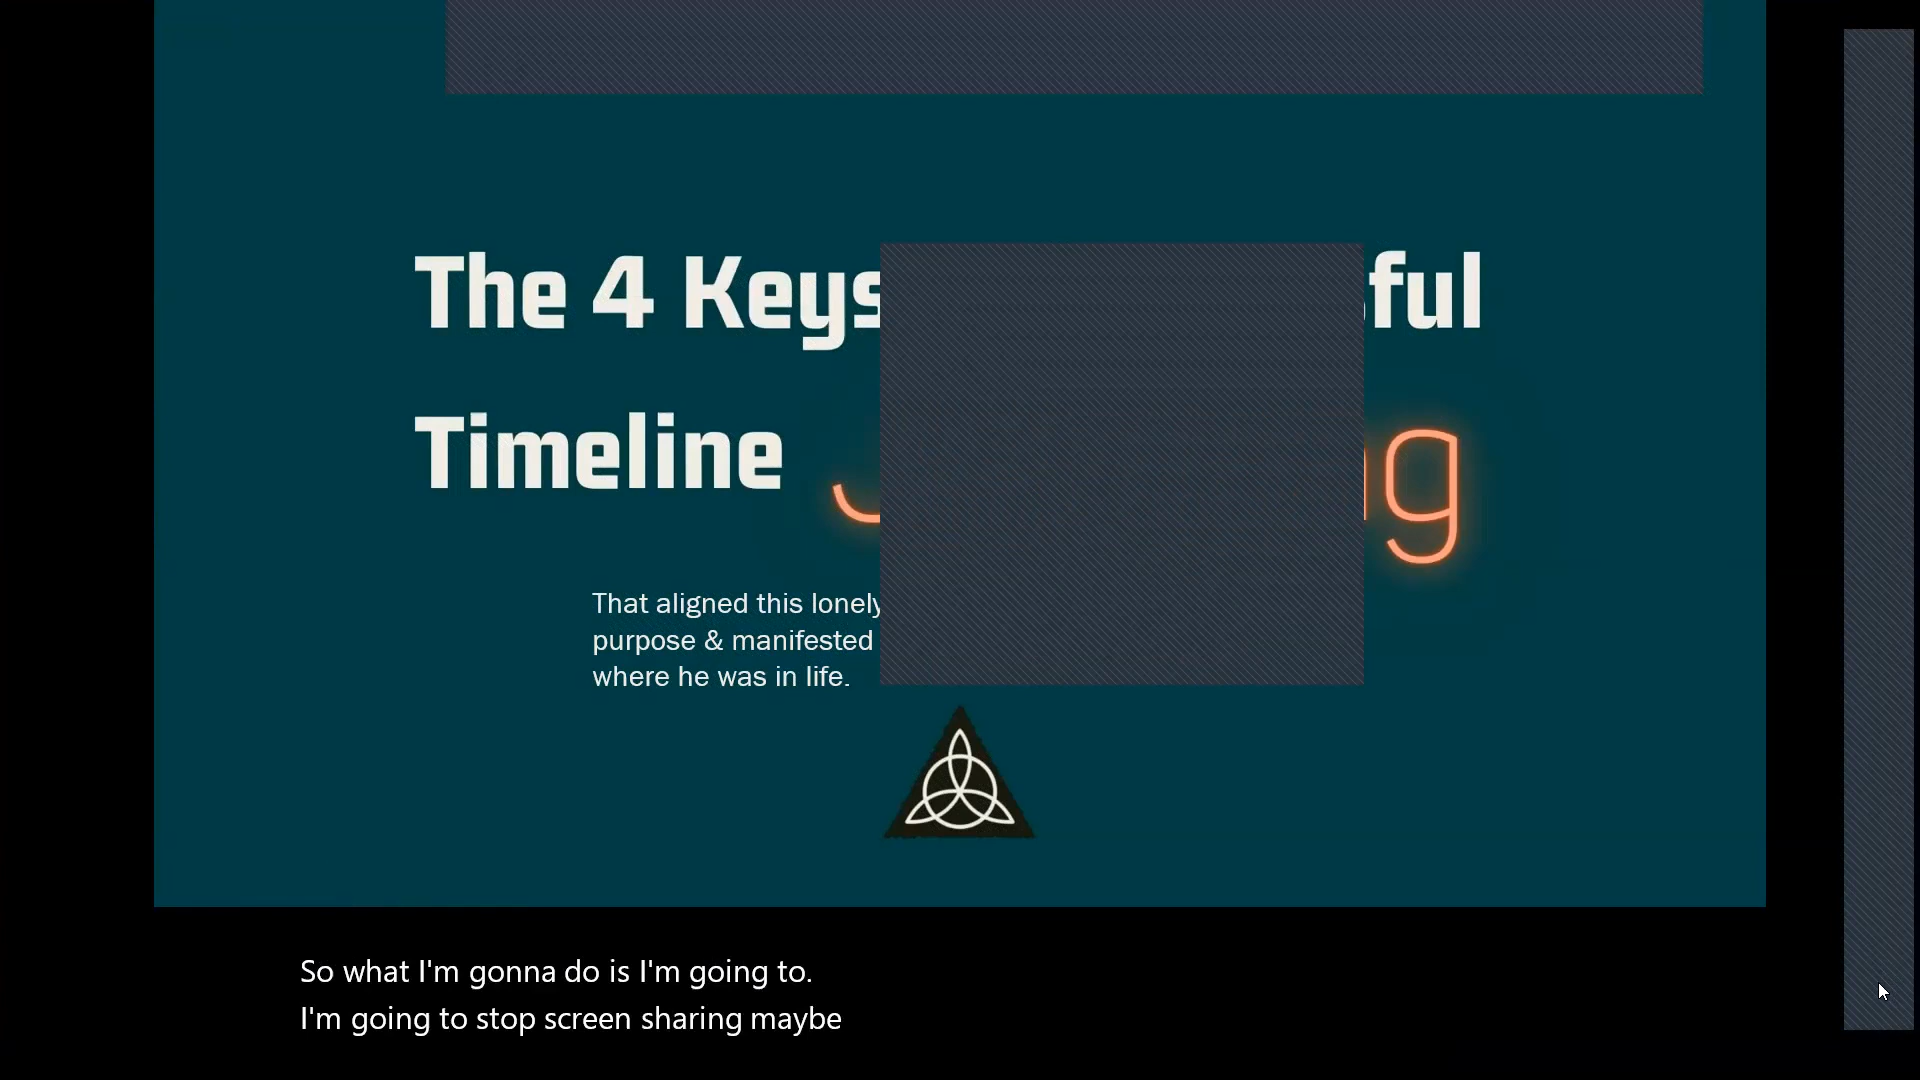 The 4 Keys
Timeline
That aligned this lonely
purpose & manifested
where he was in life.
So what I'm gonna do is I'm going to.
I'm going to stop screen sharing maybe